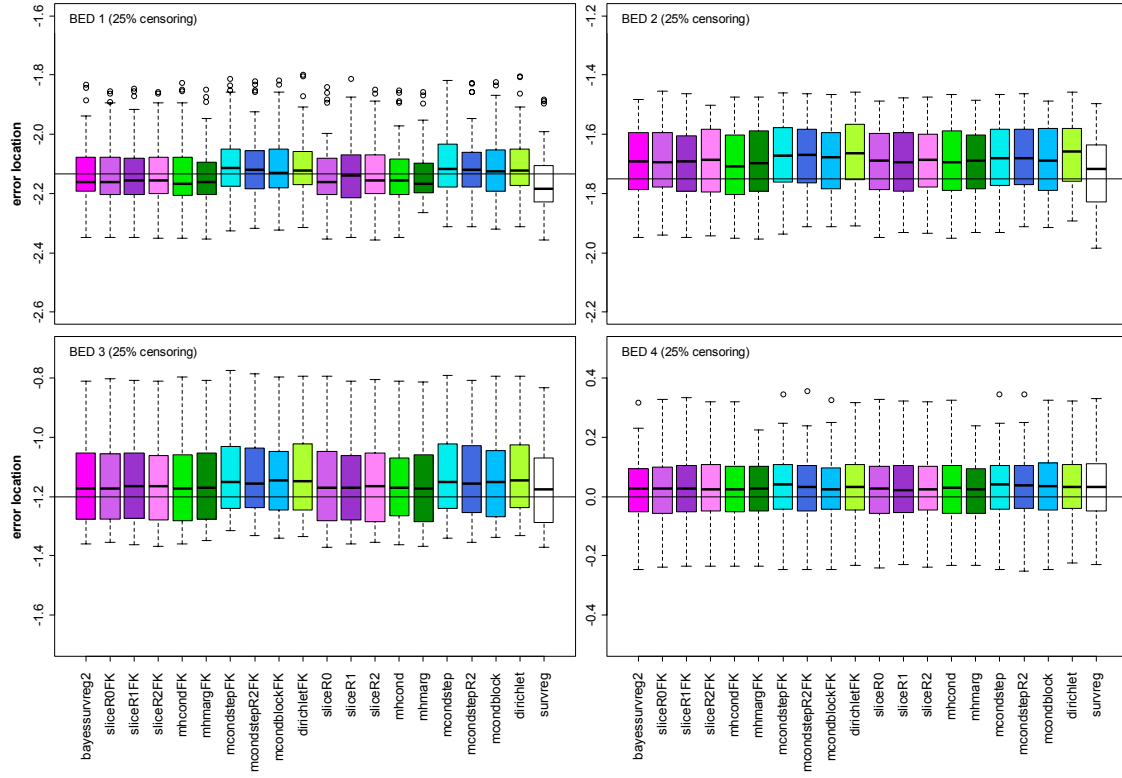 BED 1 (25% censoring)
error location
-1.6
-1.8
-2.0
-2.2
-2.4
-2.6
BED 2 (25% censoring)
-1.2
-1.4
-1.6
-1.8
-2.0
-2.2
BED 3 (25% censoring)
error location
-0.8
-1.0
-1.2
-1.4
-1.6
BED 4 (25% censoring)
0.4
0.2
0.0
-0.2
-0.4
bayessurvreg2
sliceR0FK
sliceR1FK
sliceR2FK
mhcondFK
mhmargFK
mcondstepFK
mcondstepR2FK
mcondblockFK
dirichletFK
sliceR0
sliceR1
sliceR2
mhcond
mhmarg
mcondstep
mcondstepR2
mcondblock
dirichlet
survreg
bayessurvreg2
sliceR0FK
sliceR1FK
sliceR2FK
mhcondFK
mhmargFK
mcondstepFK
mcondstepR2FK
mcondblockFK
dirichletFK
sliceR0
sliceR1
sliceR2
mhcond
mhmarg
mcondstep
mcondstepR2
mcondblock
dirichlet
survreg